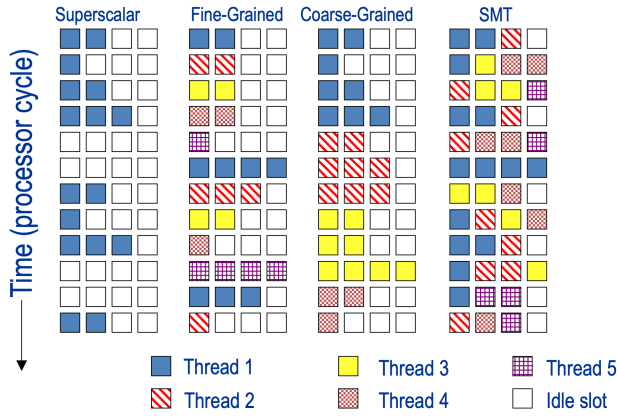 Superscalar Fine-Grained Coarse-Grained SMT
Time (processor cycle)
Thread 1 Thread 3 Thread 5
Thread 2 Thread 4 Idle slot